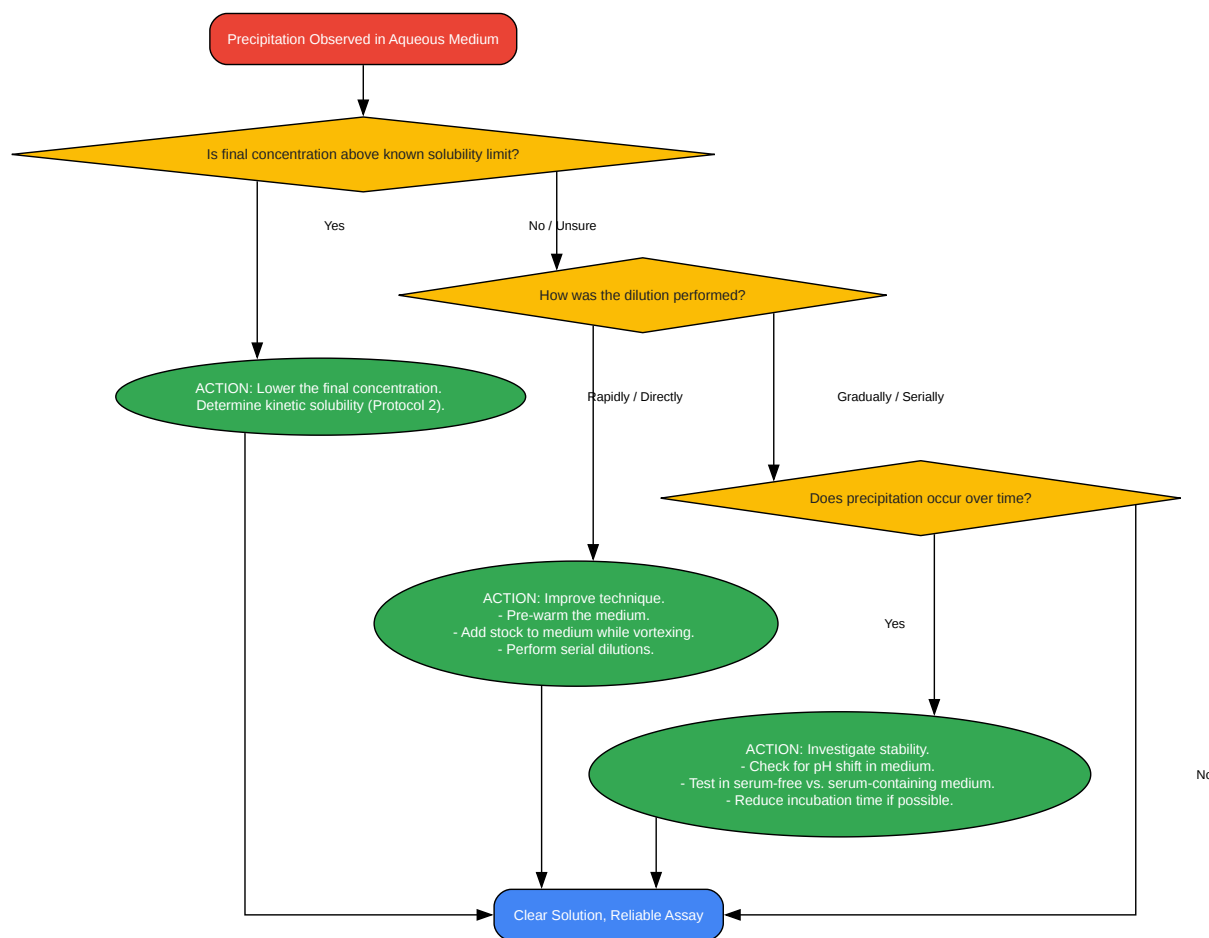 Precipitation Observed in Aqueous Medium
Is final concentration above known solubility limit?
Yes
No / Unsure
How was the dilution performed?
ACTION: Lower the final concentration.
Determine kinetic solubility (Protocol 2).
Rapidly / Directly
Gradually / Serially
Does precipitation occur over time?
ACTION: Improve technique.
- Pre-warm the medium.
- Add stock to medium while vortexing.
- Perform serial dilutions.
Yes
ACTION: Investigate stability.
- Check for pH shift in medium.
- Test in serum-free vs. serum-containing medium.
- Reduce incubation time if possible.
No
Clear Solution, Reliable Assay